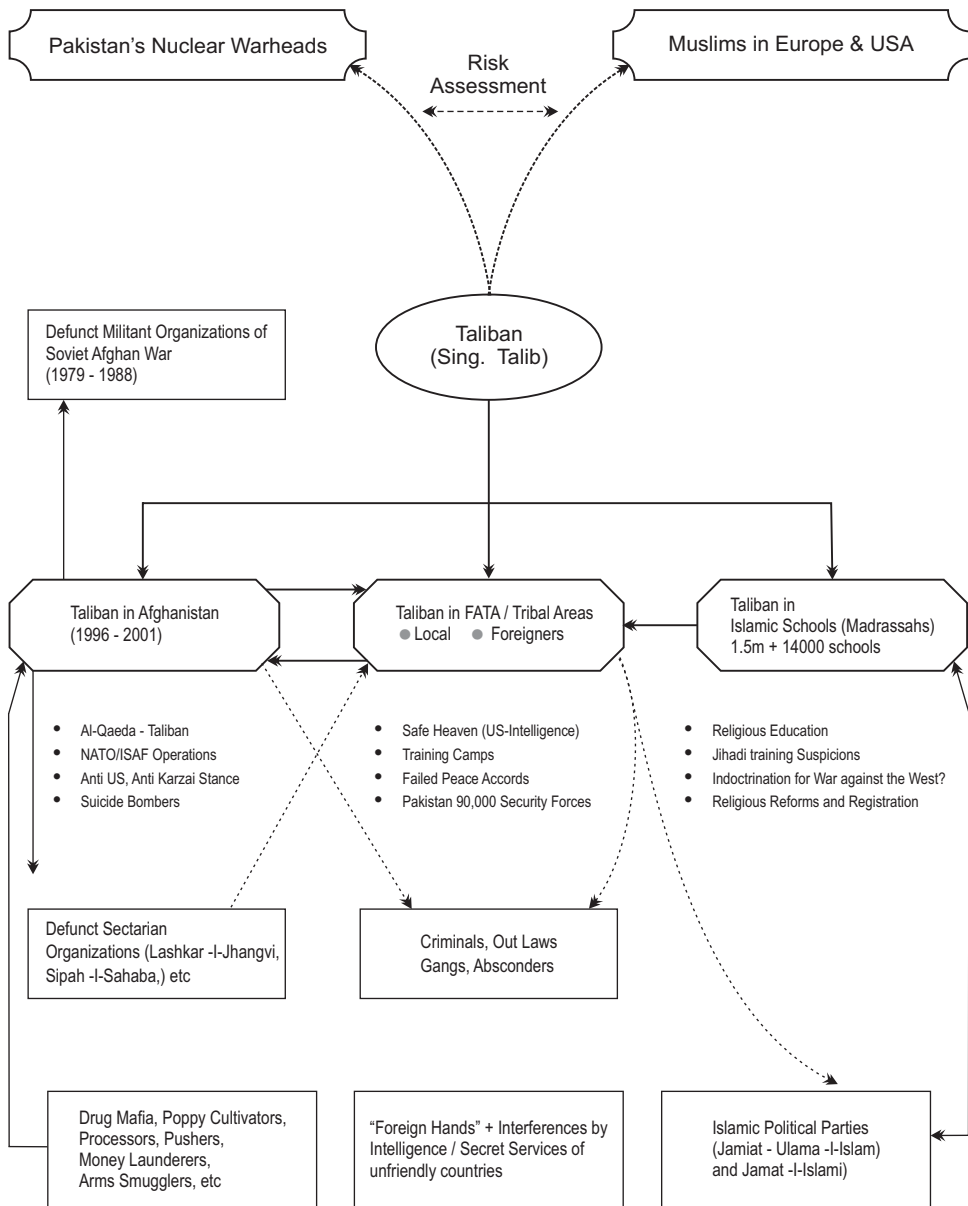 Pakistan’s Nuclear Warheads
Muslims in Europe & USA
Risk
Assessment
Taliban
(Sing. Talib)
Defunct Militant Organizations of
Soviet Afghan War
(1979 - 1988)
Taliban in Afghanistan
(1996 - 2001)
Taliban in FATA / Tribal Areas
● Local ● Foreigners
Taliban in
Islamic Schools (Madrassahs)
1.5m + 14000 schools
• Al-Qaeda - Taliban
• NATO/ISAF Operations
• Anti US, Anti Karzai Stance
• Suicide Bombers
• Safe Heaven (US-Intelligence)
• Training Camps
• Failed Peace Accords
• Pakistan 90,000 Security Forces
• Religious Education
• Jihadi training Suspicions
• Indoctrination for War against the West?
• Religious Reforms and Registration
Defunct Sectarian
Organizations (Lashkar -I-Jhangvi,
Sipah -I-Sahaba,) etc
Criminals, Out Laws
Gangs, Absconders
Drug Mafia, Poppy Cultivators,
Processors, Pushers,
Money Launderers,
Arms Smugglers, etc
“Foreign Hands” + Interferences by
Intelligence / Secret Services of
unfriendly countries
Islamic Political Parties
(Jamiat - Ulama -I-Islam)
and Jamat -I-Islami)